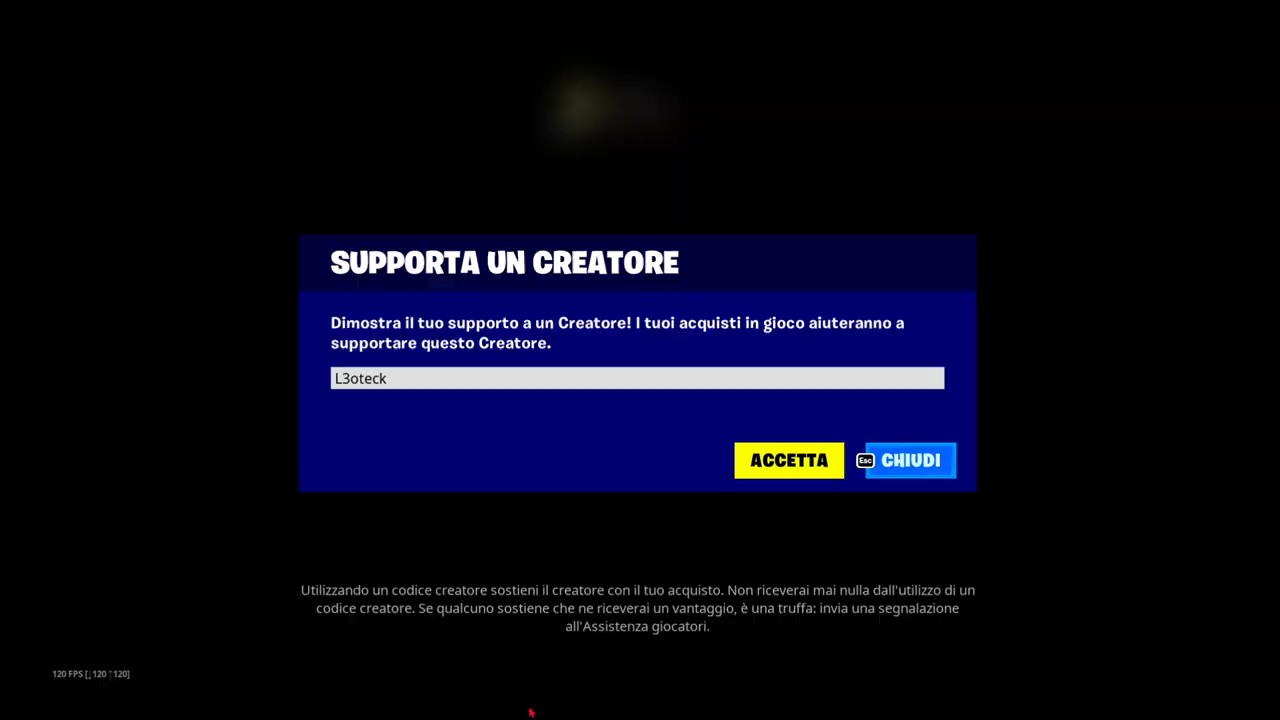 SUPPORTA UN CREATORE
Dimostra il tuo supporto a un Creatore! I tuoi acquisti in gioco aiuteranno a
supportare questo Creatore.
L3oteck
ACCETTA
Esc CHIUDI
Utilizzando un codice creatore sostieni il creatore con il tuo acquisto. Non riceverai mai nulla dall'utilizzo di un
codice creatore. Se qualcuno sostiene che ne riceverai un vantaggio, è una truffa: invia una segnalazione
all'Assistenza giocatori.
120 FPS [↓120 ↑120]